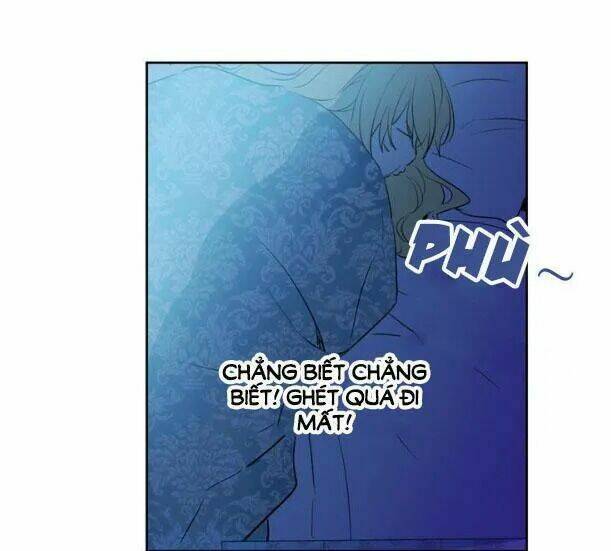 PHÙ ~
CHẲNG BIẾT CHẲNG
BIẾT! GHÉT QUÁ ĐI
MẤT!